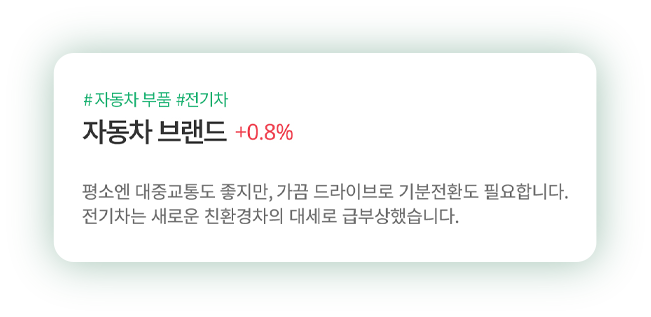 # 자동차 부품 #전기차
자동차 브랜드 +0.8%
평소엔 대중교통도 좋지만, 가끔 드라이브로 기분전환도 필요합니다.
전기차는 새로운 친환경차의 대세로 급부상했습니다.